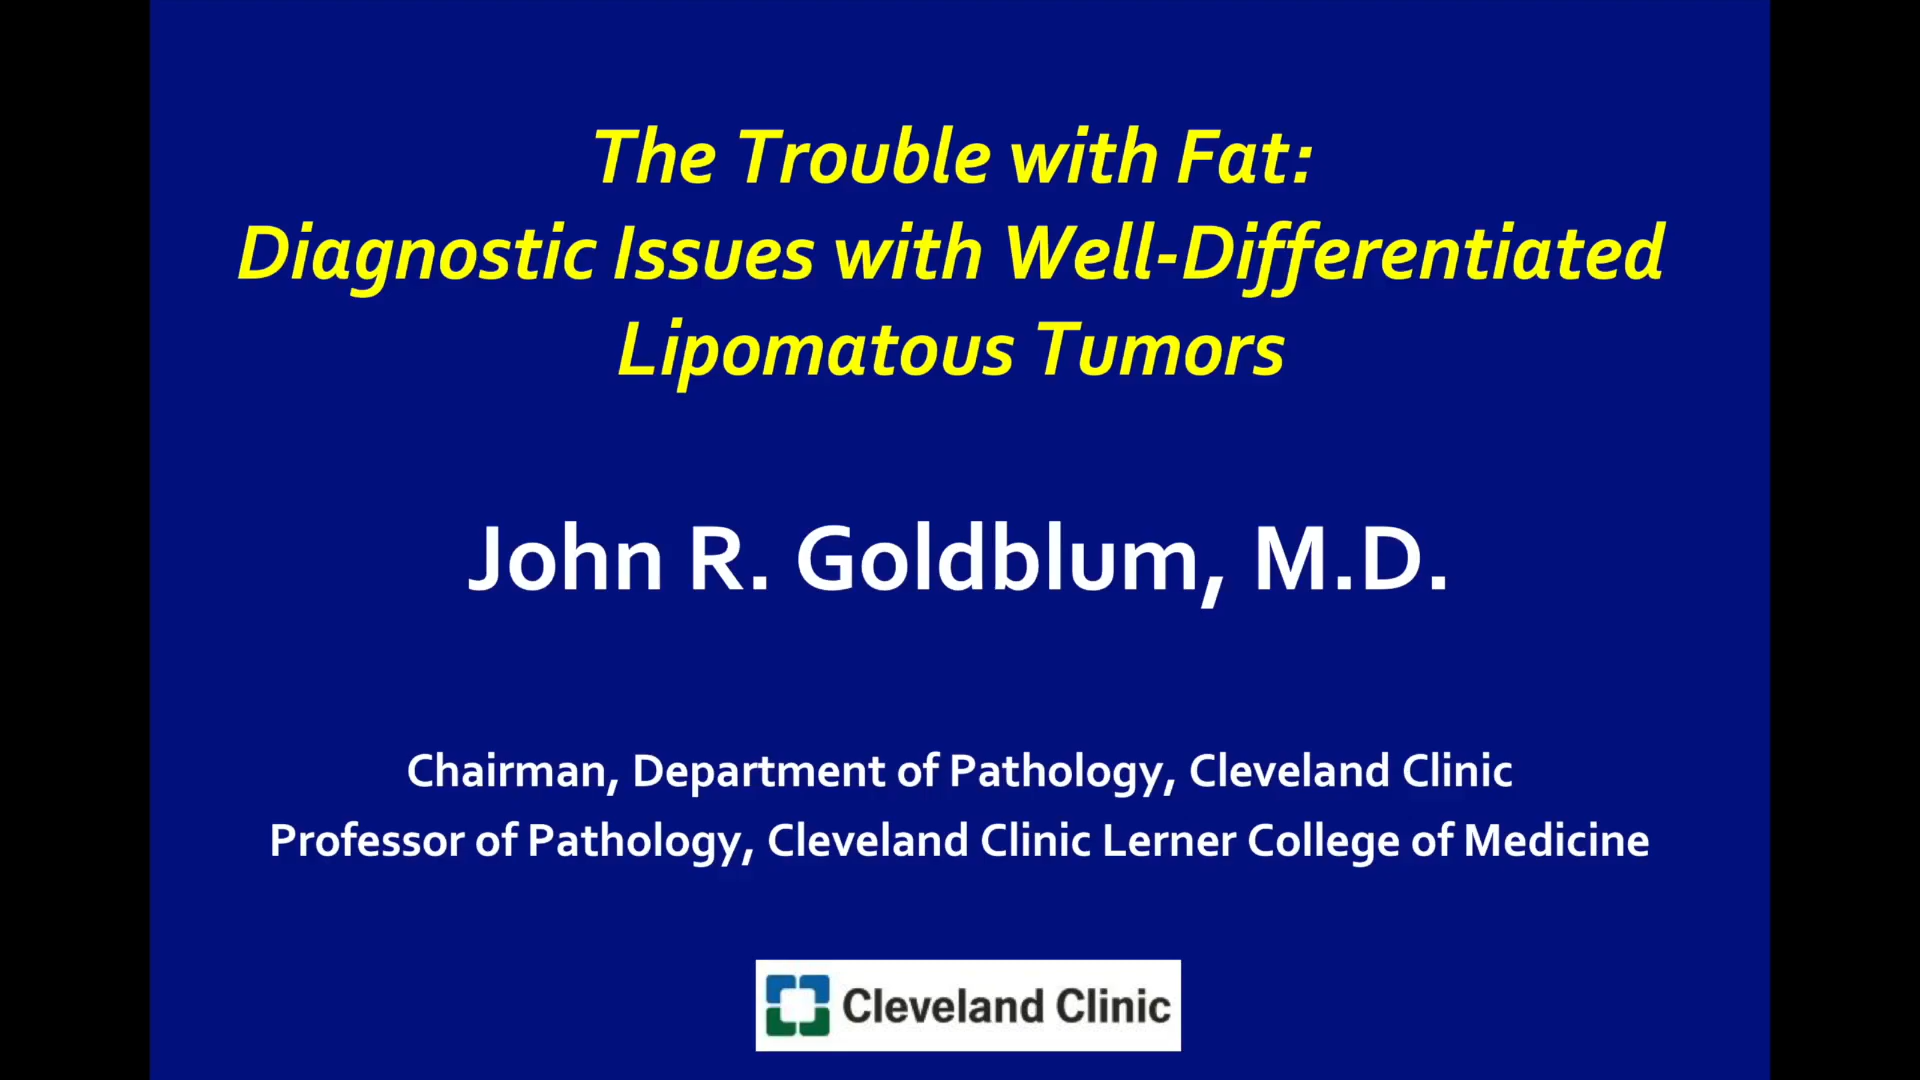 The Trouble with Fat:
Diagnostic Issues with Well-Differentiated
Lipomatous Tumors
John R. Goldblum, M.D.
Chairman, Department of Pathology, Cleveland Clinic
Professor of Pathology, Cleveland Clinic Lerner College of Medicine
Cleveland Clinic